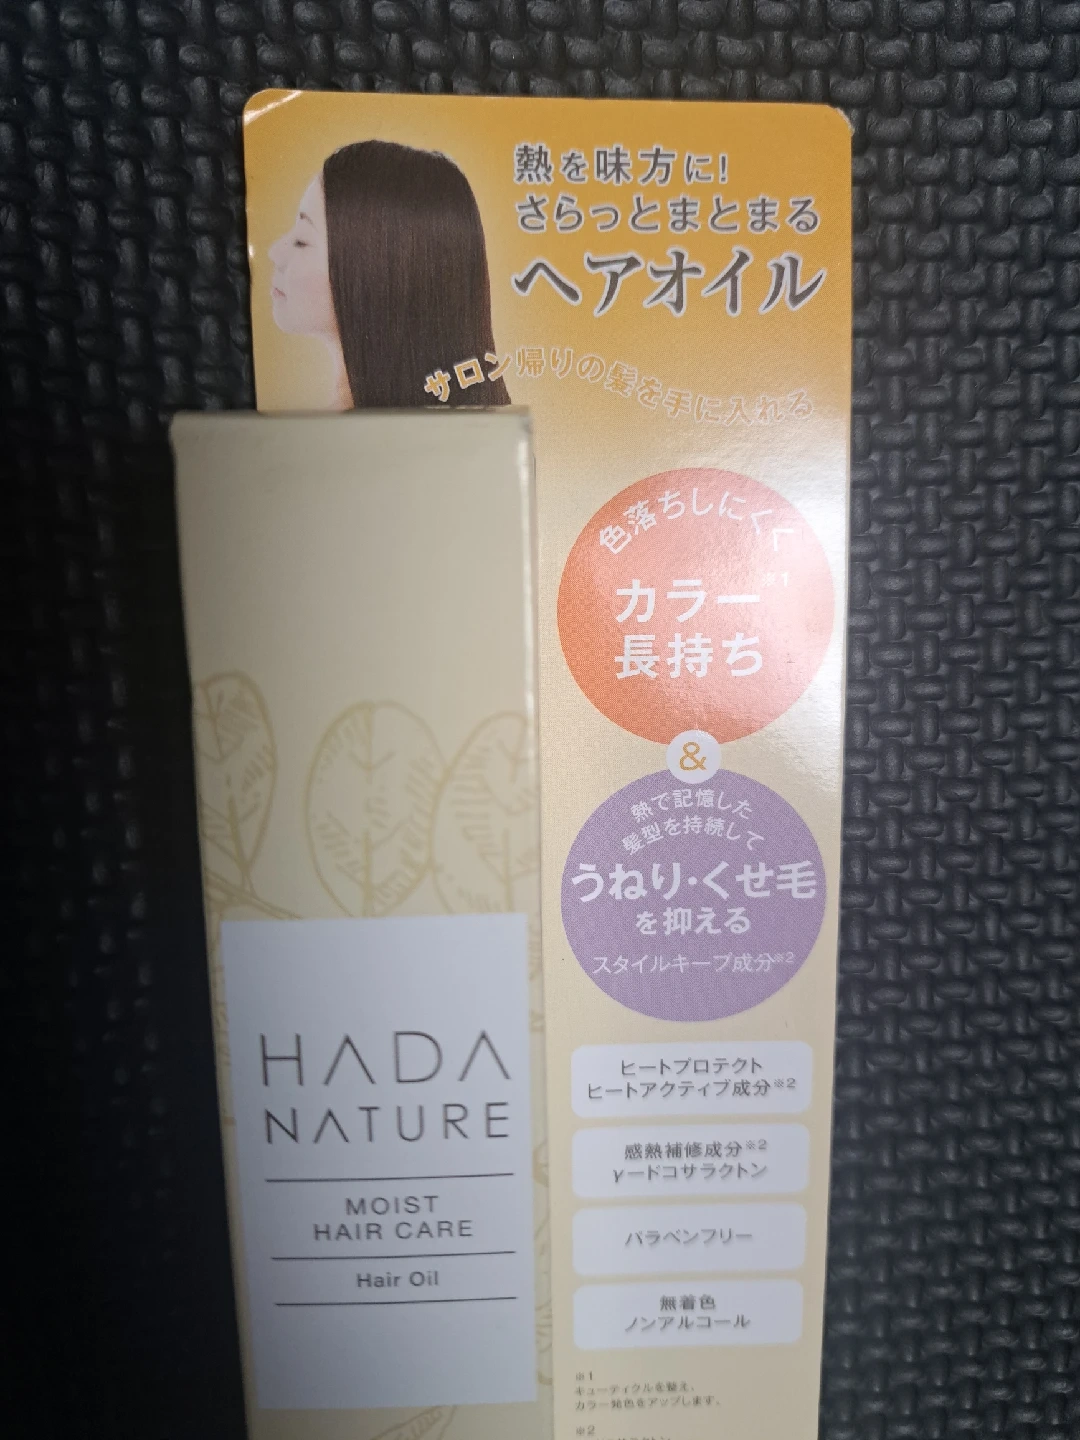 熱を味方に!
さらっとまとまる
ヘアオイル
サロン帰りの髪を手に入れる
色落ちしにくく
カラー※1
長持ち
&
熱で記憶した
髪型を持続して
うねり・くせ毛
を抑える
スタイルキープ成分※2
ヒートプロテクト
ヒートアクティブ成分※2
感熱補修成分※2
γードコサラクトン
パラベンフリー
無着色
ノンアルコール
※1
キューティクルを整え、
カラー発色をアップします。
※2
HADA
NATURE
MOIST
HAIR CARE
Hair Oil